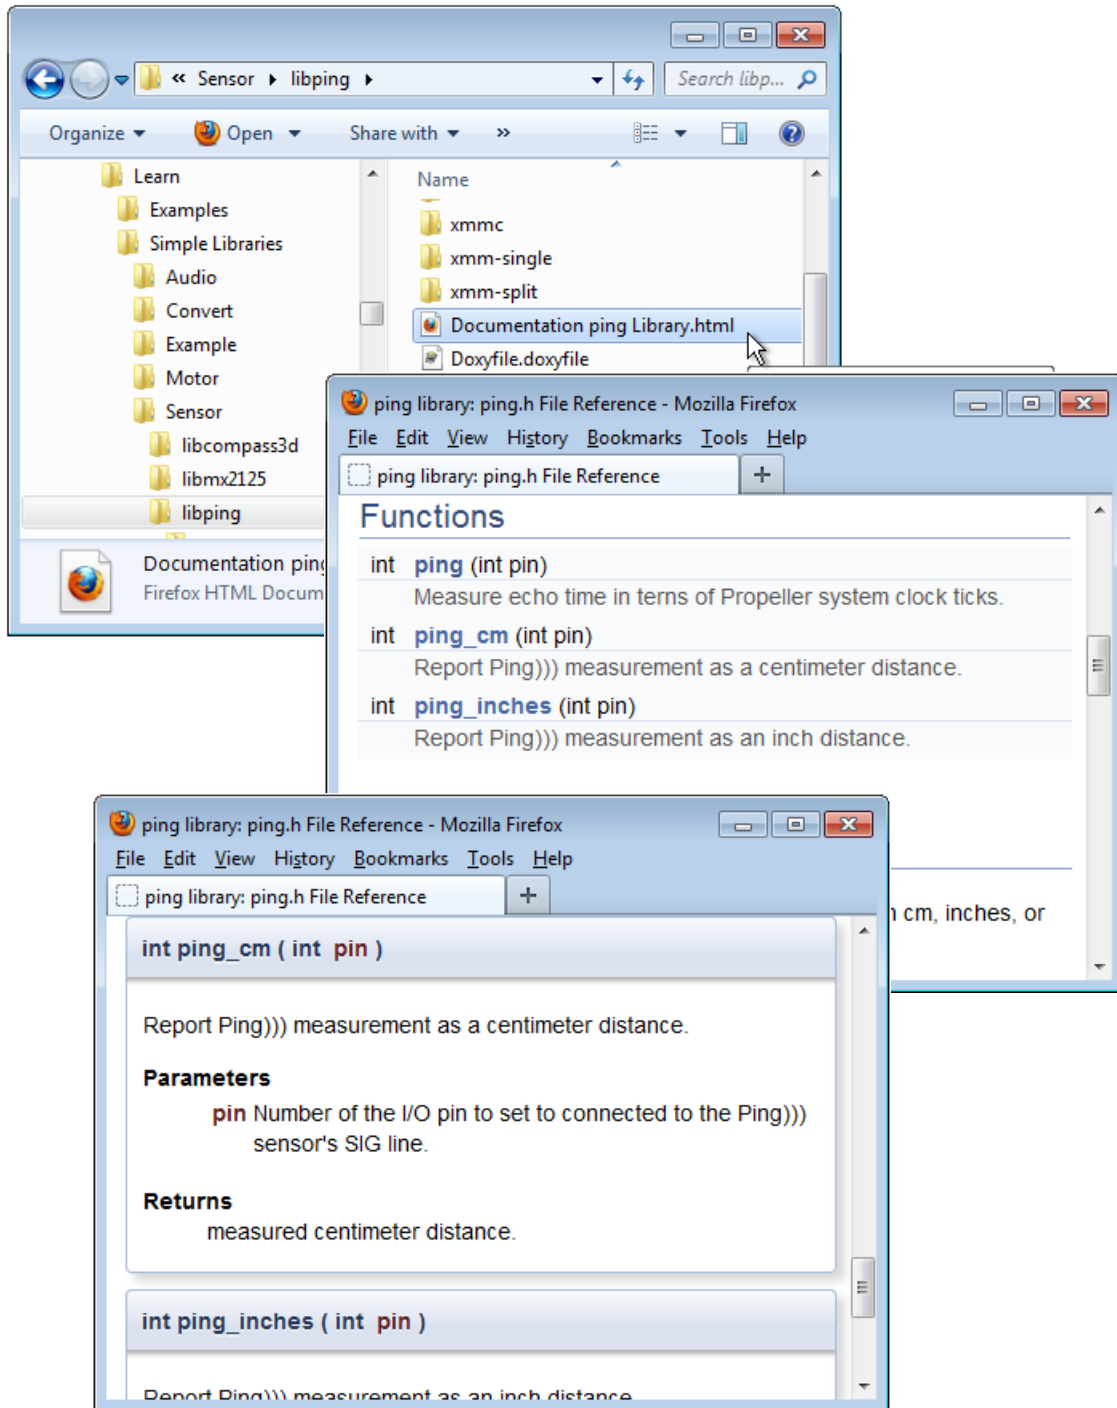 « Sensor libping
Search libp...
Organize Open Share with »
Learn
Examples
Simple Libraries
Audio
Convert
Example
Motor
Sensor
libcompass3d
libmx2125
libping
Name
xmmc
xmm-single
xmm-split
Documentation ping Library.html
Doxyfile.doxyfile
Documentation ping
Firefox HTML Docum
ping library: ping.h File Reference - Mozilla Firefox
File Edit View History Bookmarks Tools Help
ping library: ping.h File Reference +
Functions
int ping (int pin)
Measure echo time in terns of Propeller system clock ticks.
int ping_cm (int pin)
Report Ping))) measurement as a centimeter distance.
int ping_inches (int pin)
Report Ping))) measurement as an inch distance.
cm, inches, or
ping library: ping.h File Reference - Mozilla Firefox
File Edit View History Bookmarks Tools Help
ping library: ping.h File Reference +
int ping_cm ( int pin )
Report Ping))) measurement as a centimeter distance.
Parameters
pin Number of the I/O pin to set to connected to the Ping)))
sensor's SIG line.
Returns
measured centimeter distance.
int ping_inches ( int pin )
Report Ping))) measurement as an inch distance